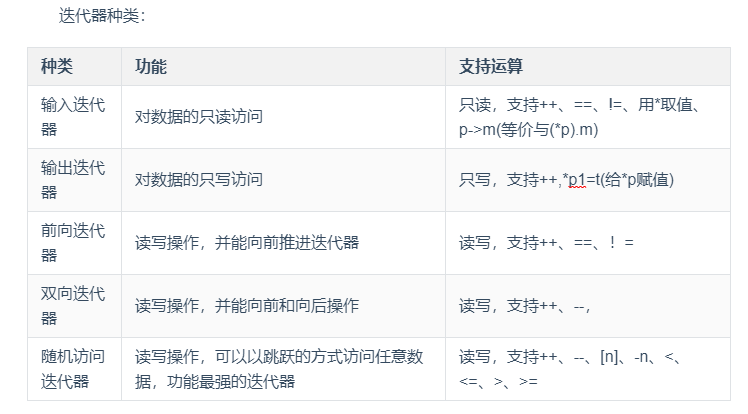 迭代器种类：
种类 功能 支持运算
输入迭代
器
对数据的只读访问
只读，支持++、==、!=、用*取值、
p->m(等价与(*p).m)
输出迭代
器
对数据的只写访问
只写，支持++,*p1=t(给*p赋值)
前向迭代
器
读写操作，并能向前推进迭代器
读写，支持++、==、！=
双向迭代
器
读写操作，并能向前和向后操作
读写，支持++、--，
随机访问
迭代器
读写操作，可以以跳跃的方式访问任意数
据，功能最强的迭代器
读写，支持++、--、[n]、-n、<、
<=、>、>=